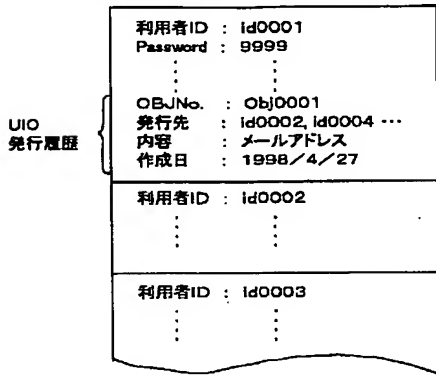 利用者ID : id0001
Password : 9999
OBJNo. : Obj0001
発行先 : id0002, id0004 …
内容 : メールアドレス
作成日 : 1998/4/27
UIO
発行履歴
利用者ID : id0002
利用者ID : id0003